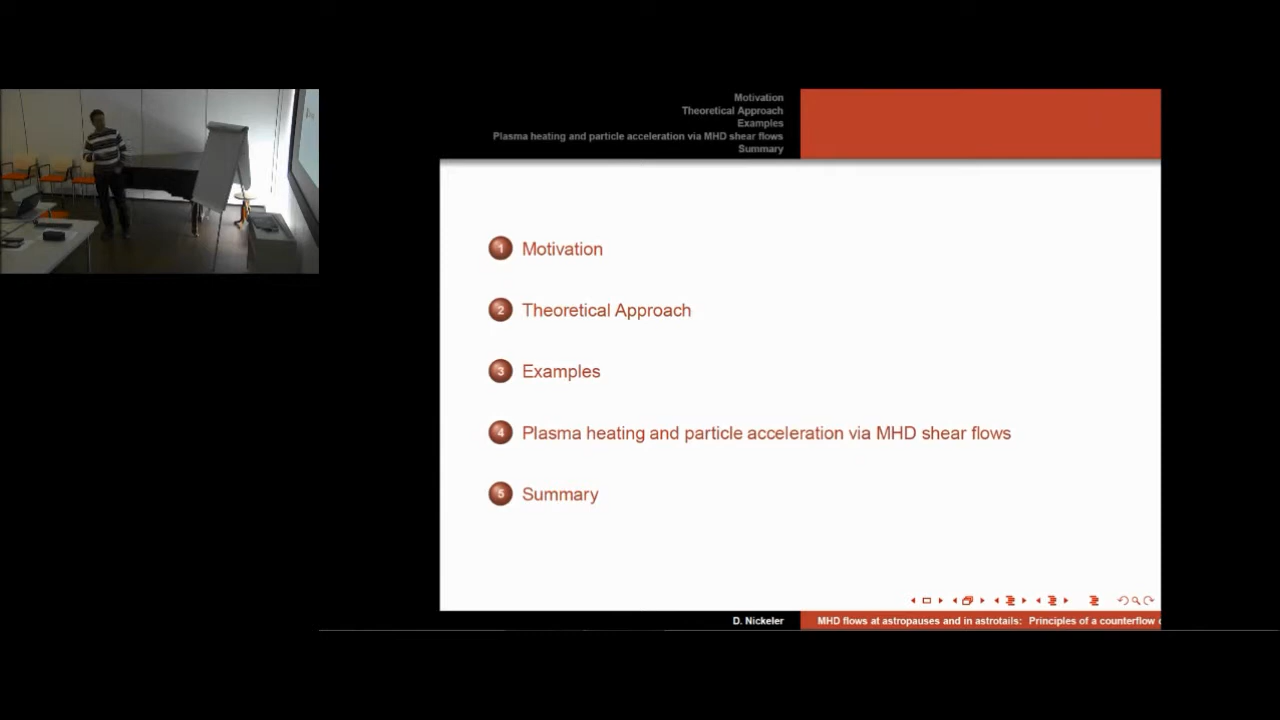 Motivation
Theoretical Approach
Examples
Plasma heating and particle acceleration via MHD shear flows
Summary
1 Motivation
2 Theoretical Approach
3 Examples
4 Plasma heating and particle acceleration via MHD shear flows
5 Summary
D. Nickeler
MHD flows at astropauses and in astrotails: Principles of a counterflow